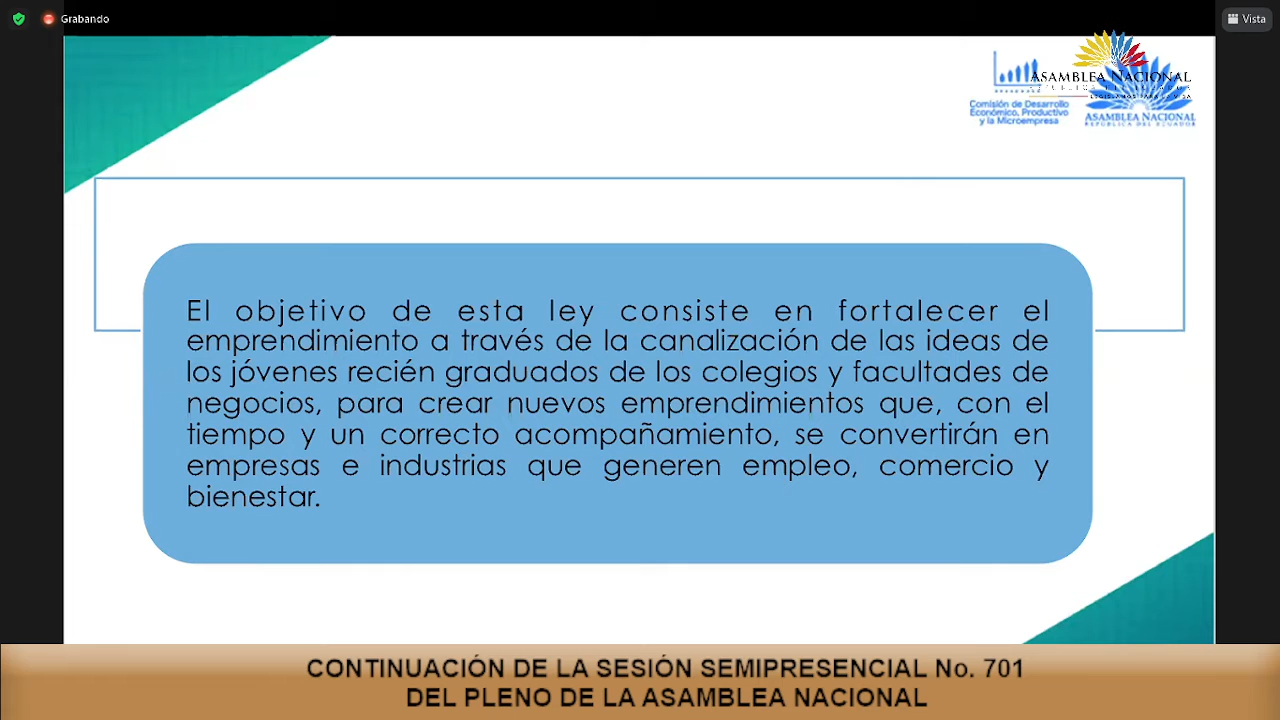 Grabando
Vista
ASAMBLEA NACIONAL
Comisión de Desarrollo
Económico, Productivo
y la Microempresa
ASAMBLEA NACIONAL
REPÚBLICA DEL ECUADOR
El objetivo de esta ley consiste en fortalecer el
emprendimiento a través de la canalización de las ideas de
los jóvenes recién graduados de los colegios y facultades de
negocios, para crear nuevos emprendimientos que, con el
tiempo y un correcto acompañamiento, se convertirán en
empresas e industrias que generen empleo, comercio y
bienestar.
CONTINUACIÓN DE LA SESIÓN SEMIPRESENCIAL No. 701
DEL PLENO DE LA ASAMBLEA NACIONAL